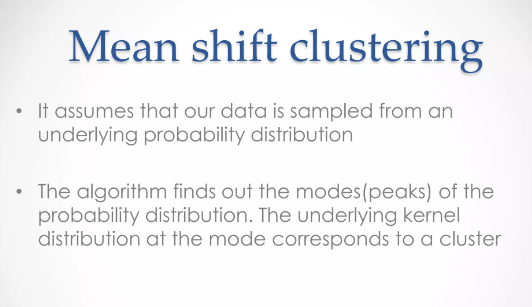 Mean shift clustering
• It assumes that our data is sampled from an
underlying probability distribution
• The algorithm finds out the modes(peaks) of the
probability distribution. The underlying kernel
distribution at the mode corresponds to a cluster